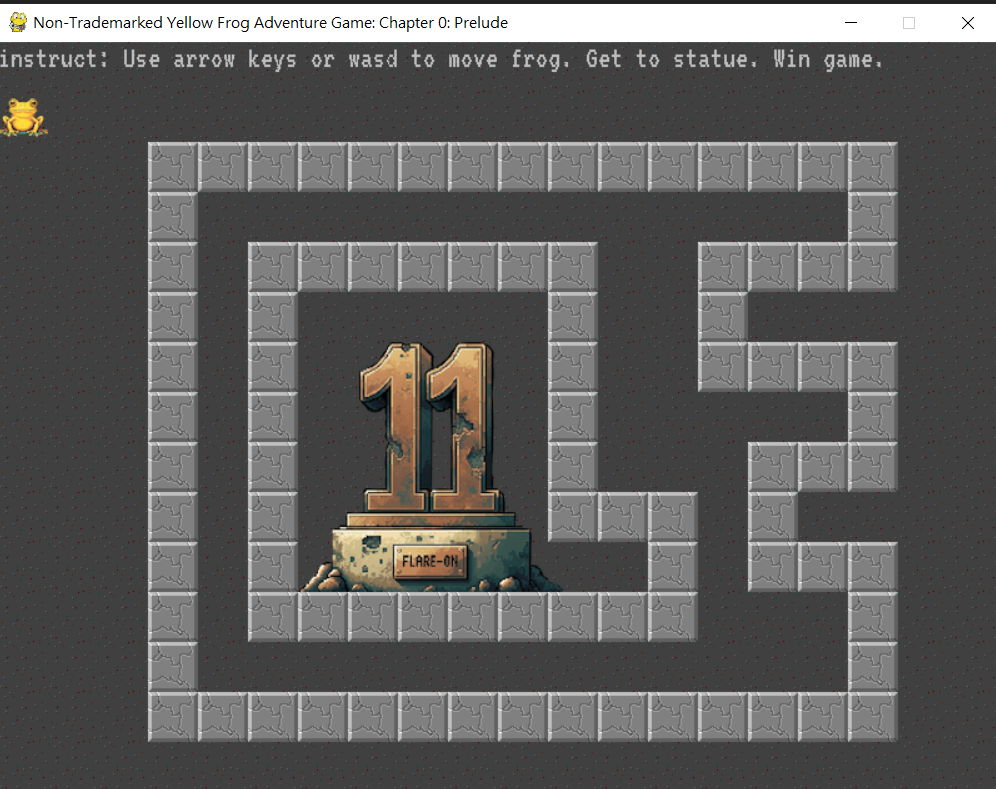 Non-Trademarked Yellow Frog Adventure Game: Chapter 0: Prelude
instruct: Use arrow keys or wasd to move frog. Get to statue. Win game.
11
FLARE-ON